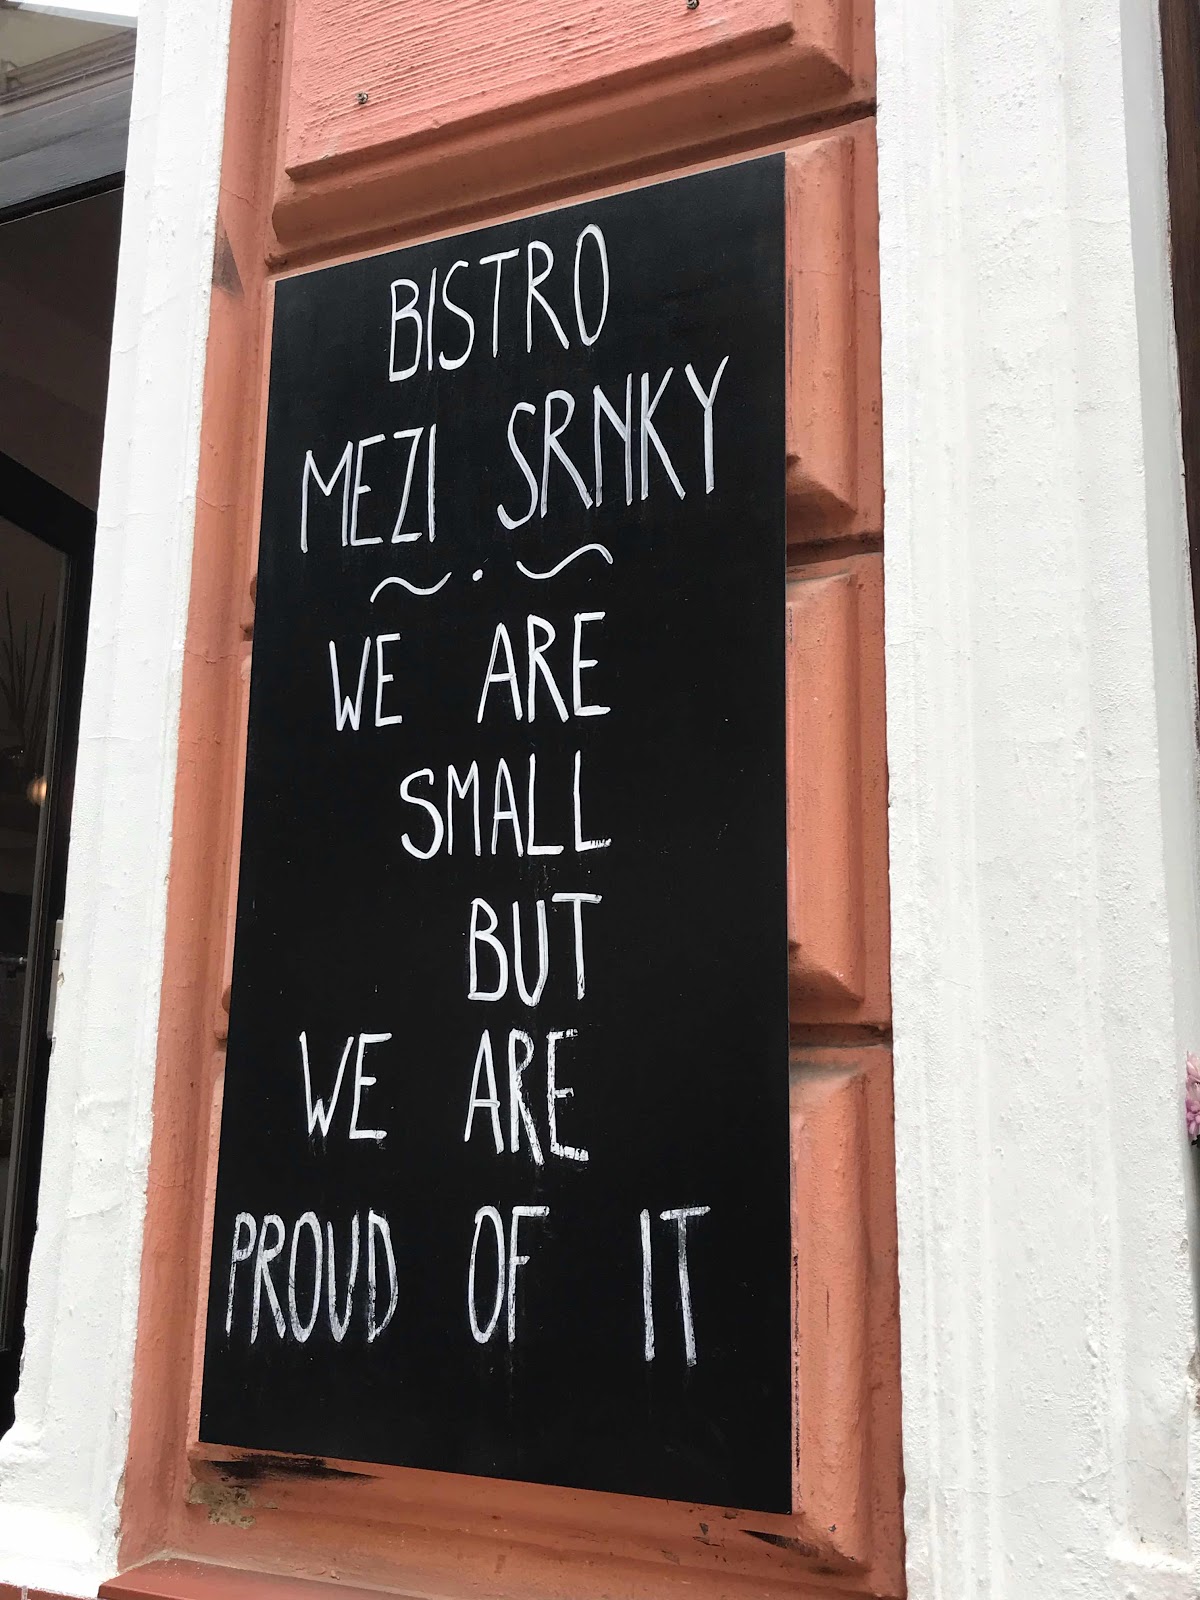 BISTRO
MEZI SRNKY
~ · ~
WE ARE
SMALL
BUT
WE ARE
PROUD OF IT